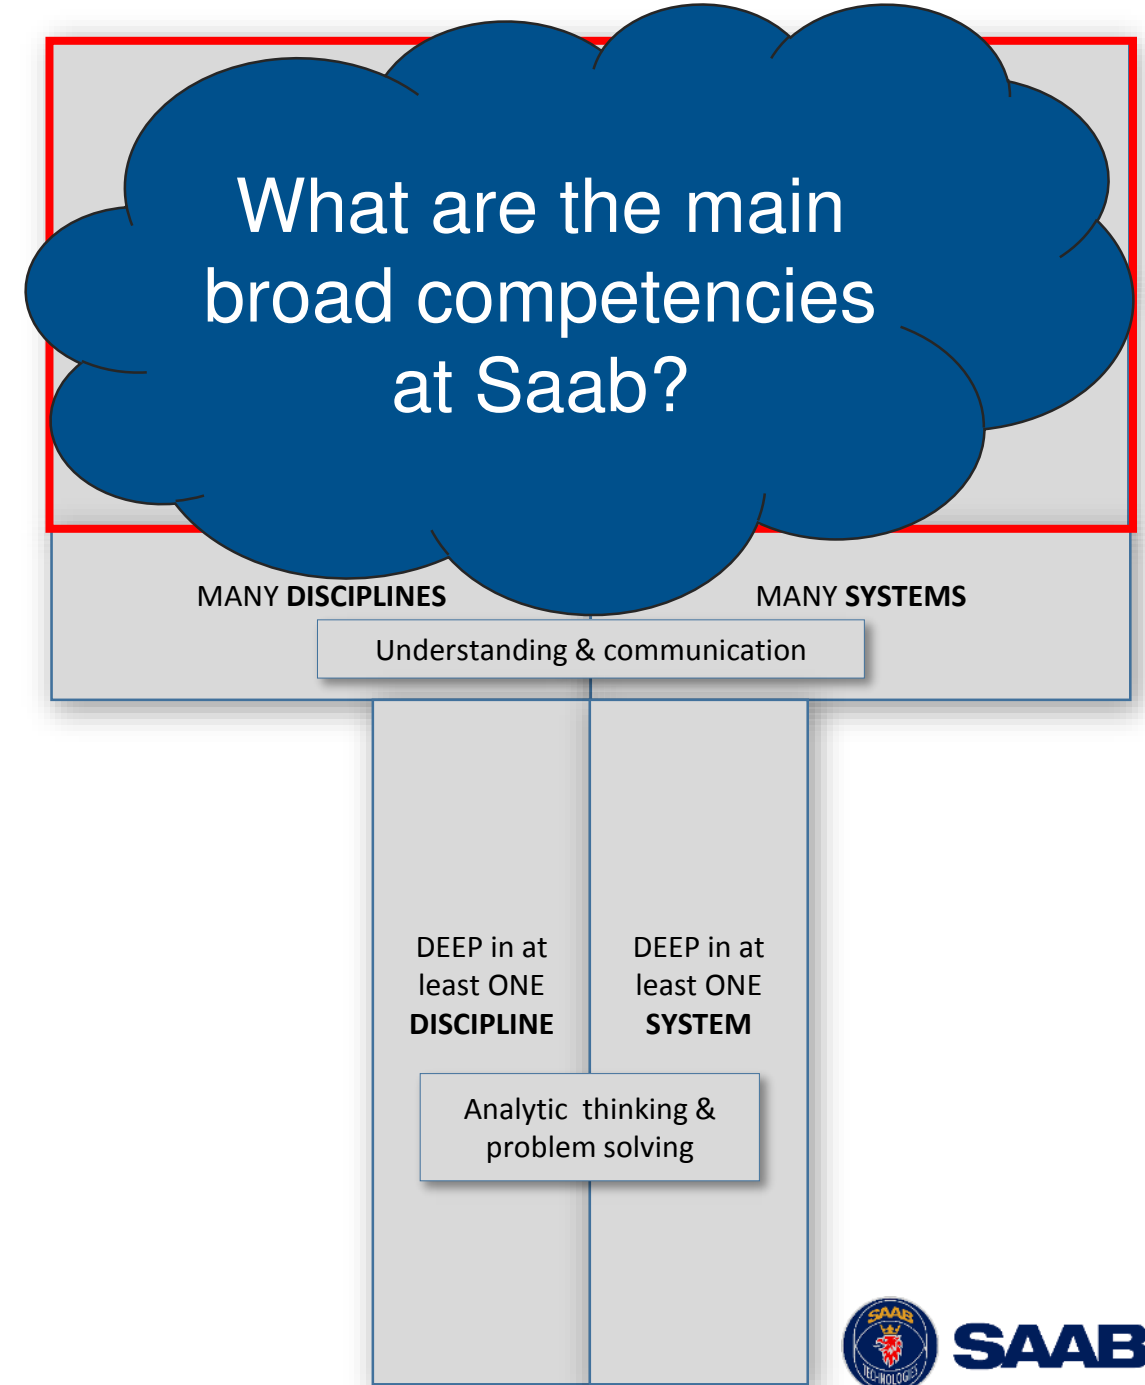 What are the main
broad competencies
at Saab?
MANY DISCIPLINES
MANY SYSTEMS
Understanding & communication
DEEP in at
least ONE
DISCIPLINE
DEEP in at
least ONE
SYSTEM
Analytic thinking &
problem solving
SAAB
TECHNOLOGIES
SAAB